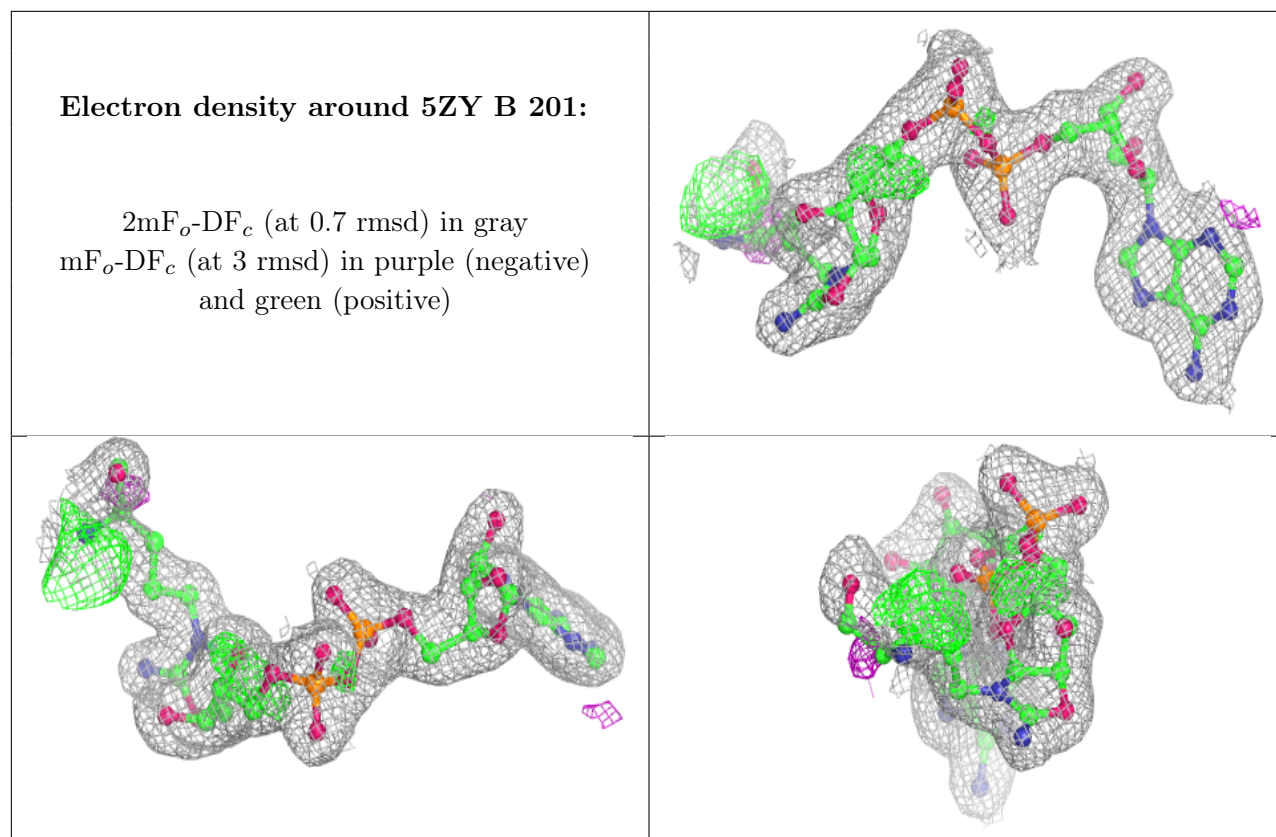 Electron density around 5ZY B 201:
2mFₒ-DF𝒸 (at 0.7 rmsd) in gray
mFₒ-DF𝒸 (at 3 rmsd) in purple (negative)
and green (positive)